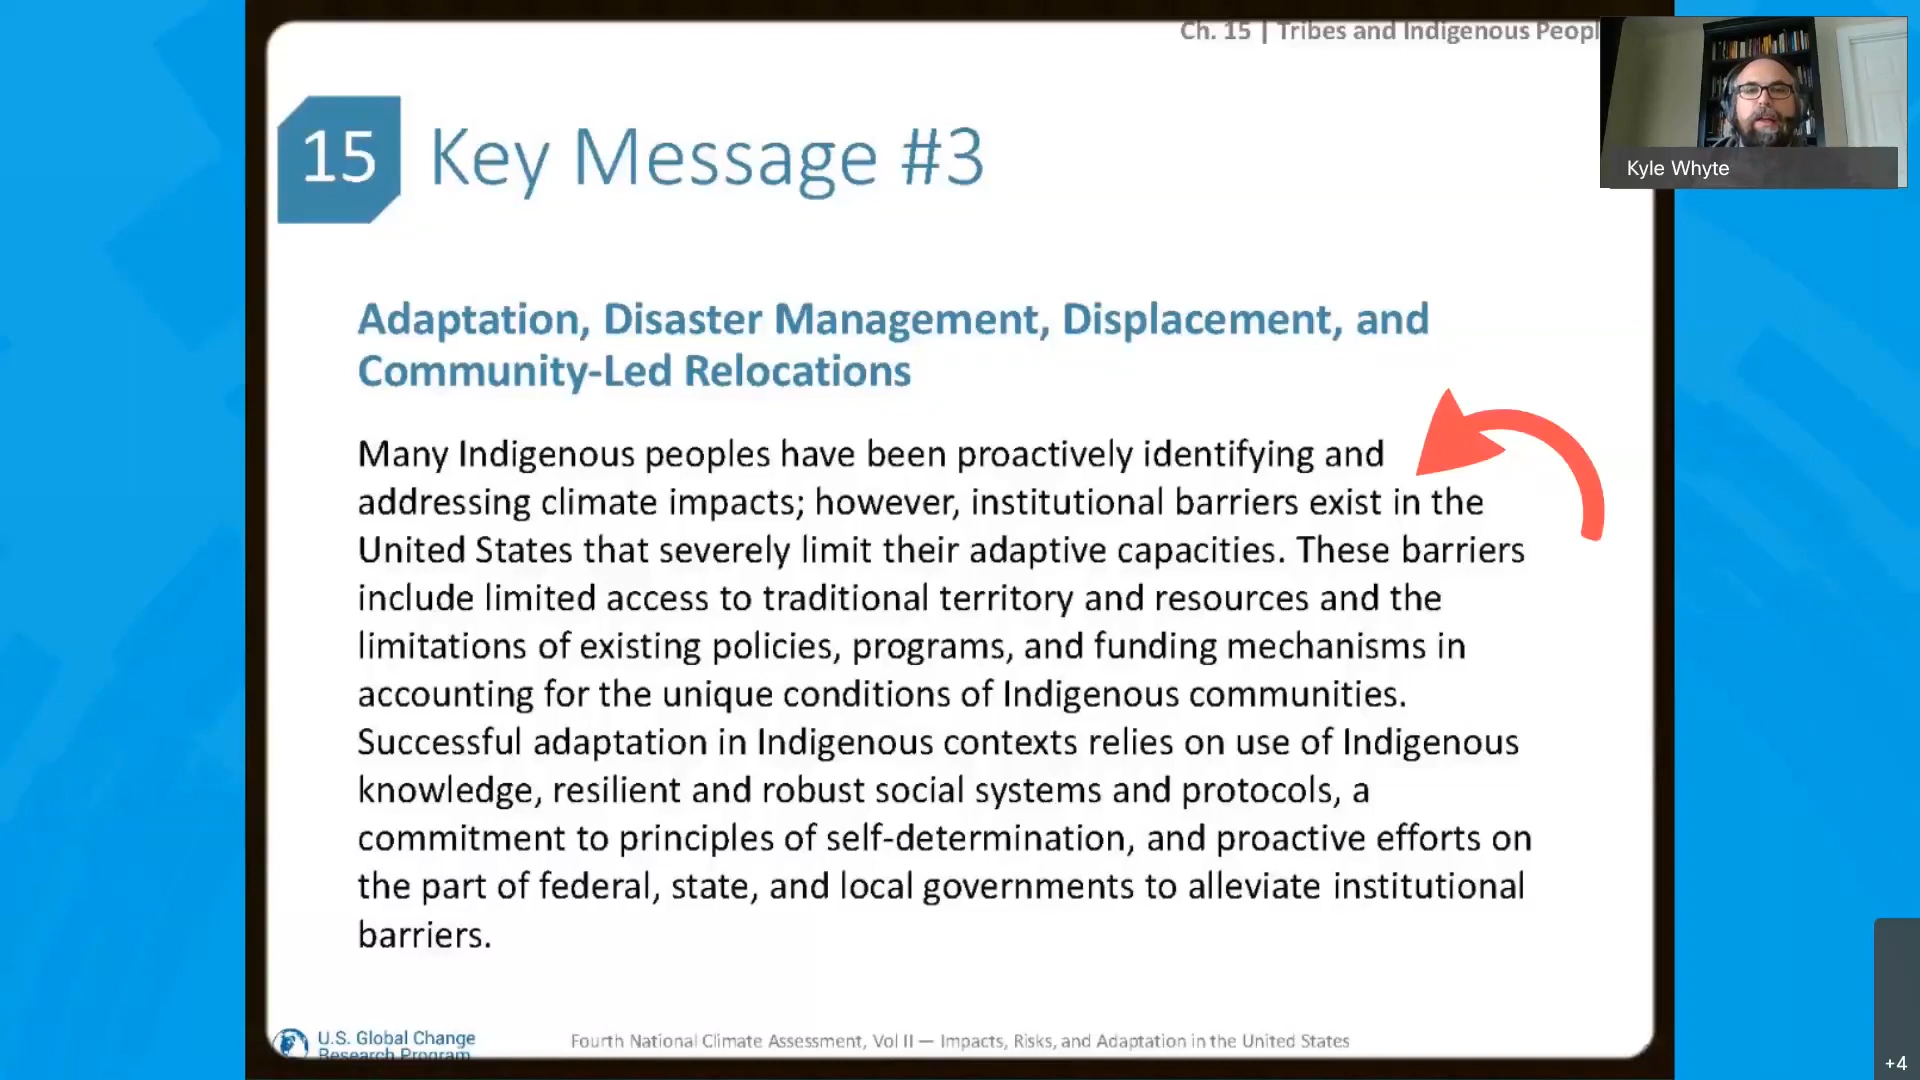 Ch. 15 | Tribes and Indigenous Peopl
Kyle Whyte
15 Key Message #3
Adaptation, Disaster Management, Displacement, and
Community-Led Relocations
Many Indigenous peoples have been proactively identifying and
addressing climate impacts; however, institutional barriers exist in the
United States that severely limit their adaptive capacities. These barriers
include limited access to traditional territory and resources and the
limitations of existing policies, programs, and funding mechanisms in
accounting for the unique conditions of Indigenous communities.
Successful adaptation in Indigenous contexts relies on use of Indigenous
knowledge, resilient and robust social systems and protocols, a
commitment to principles of self-determination, and proactive efforts on
the part of federal, state, and local governments to alleviate institutional
barriers.
U.S. Global Change
Research Program
Fourth National Climate Assessment, Vol II — Impacts, Risks, and Adaptation in the United States
+4